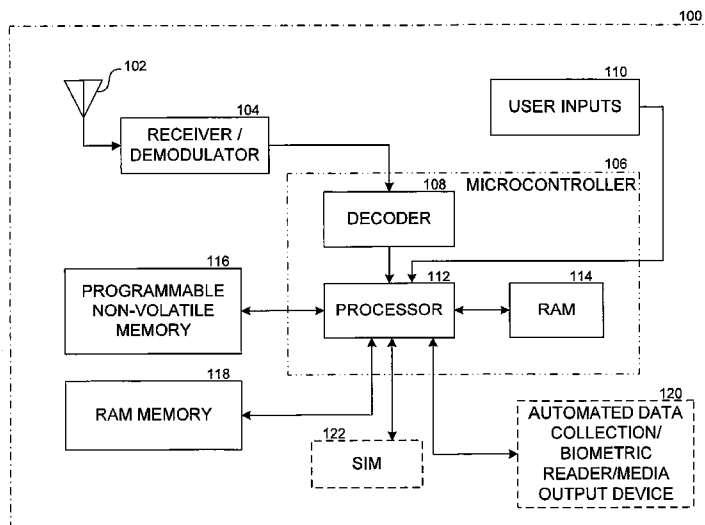 100
102
110
USER INPUTS
104
RECEIVER /
DEMODULATOR
106
MICROCONTROLLER
108
DECODER
116
PROGRAMMABLE
NON-VOLATILE
MEMORY
112
PROCESSOR
114
RAM
118
RAM MEMORY
122
SIM
120
AUTOMATED DATA
COLLECTION/
BIOMETRIC
READER/MEDIA
OUTPUT DEVICE